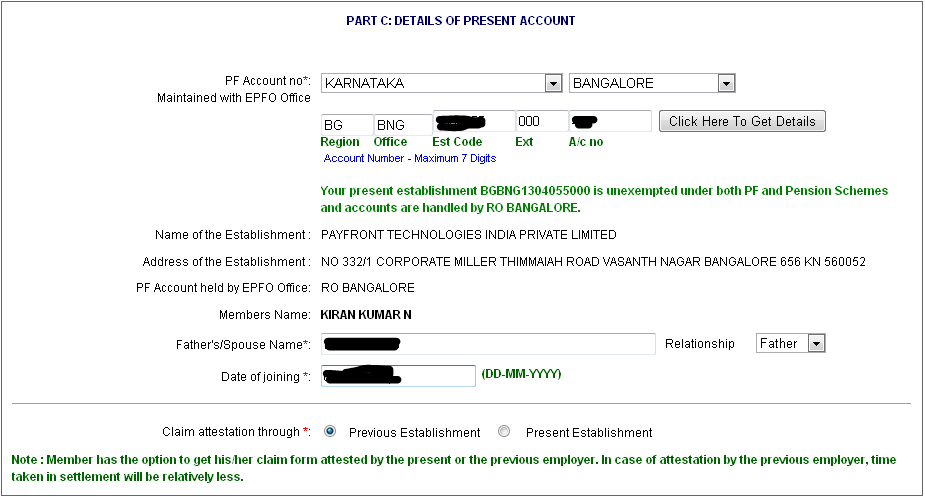 PART C: DETAILS OF PRESENT ACCOUNT
PF Account no*: KARNATAKA BANGALORE
Maintained with EPFO Office
BG BNG 000 Click Here To Get Details
Region Office Est Code Ext A/c no
Account Number - Maximum 7 Digits
Your present establishment BGBNG1304055000 is unexempted under both PF and Pension Schemes
and accounts are handled by RO BANGALORE.
Name of the Establishment : PAYFRONT TECHNOLOGIES INDIA PRIVATE LIMITED
Address of the Establishment : NO 332/1 CORPORATE MILLER THIMMAIAH ROAD VASANTH NAGAR BANGALORE 656 KN 560052
PF Account held by EPFO Office: RO BANGALORE
Members Name: KIRAN KUMAR N
Father's/Spouse Name*: Relationship Father
Date of joining *: (DD-MM-YYYY)
Claim attestation through *: Previous Establishment Present Establishment
Note : Member has the option to get his/her claim form attested by the present or the previous employer. In case of attestation by the previous employer, time
taken in settlement will be relatively less.